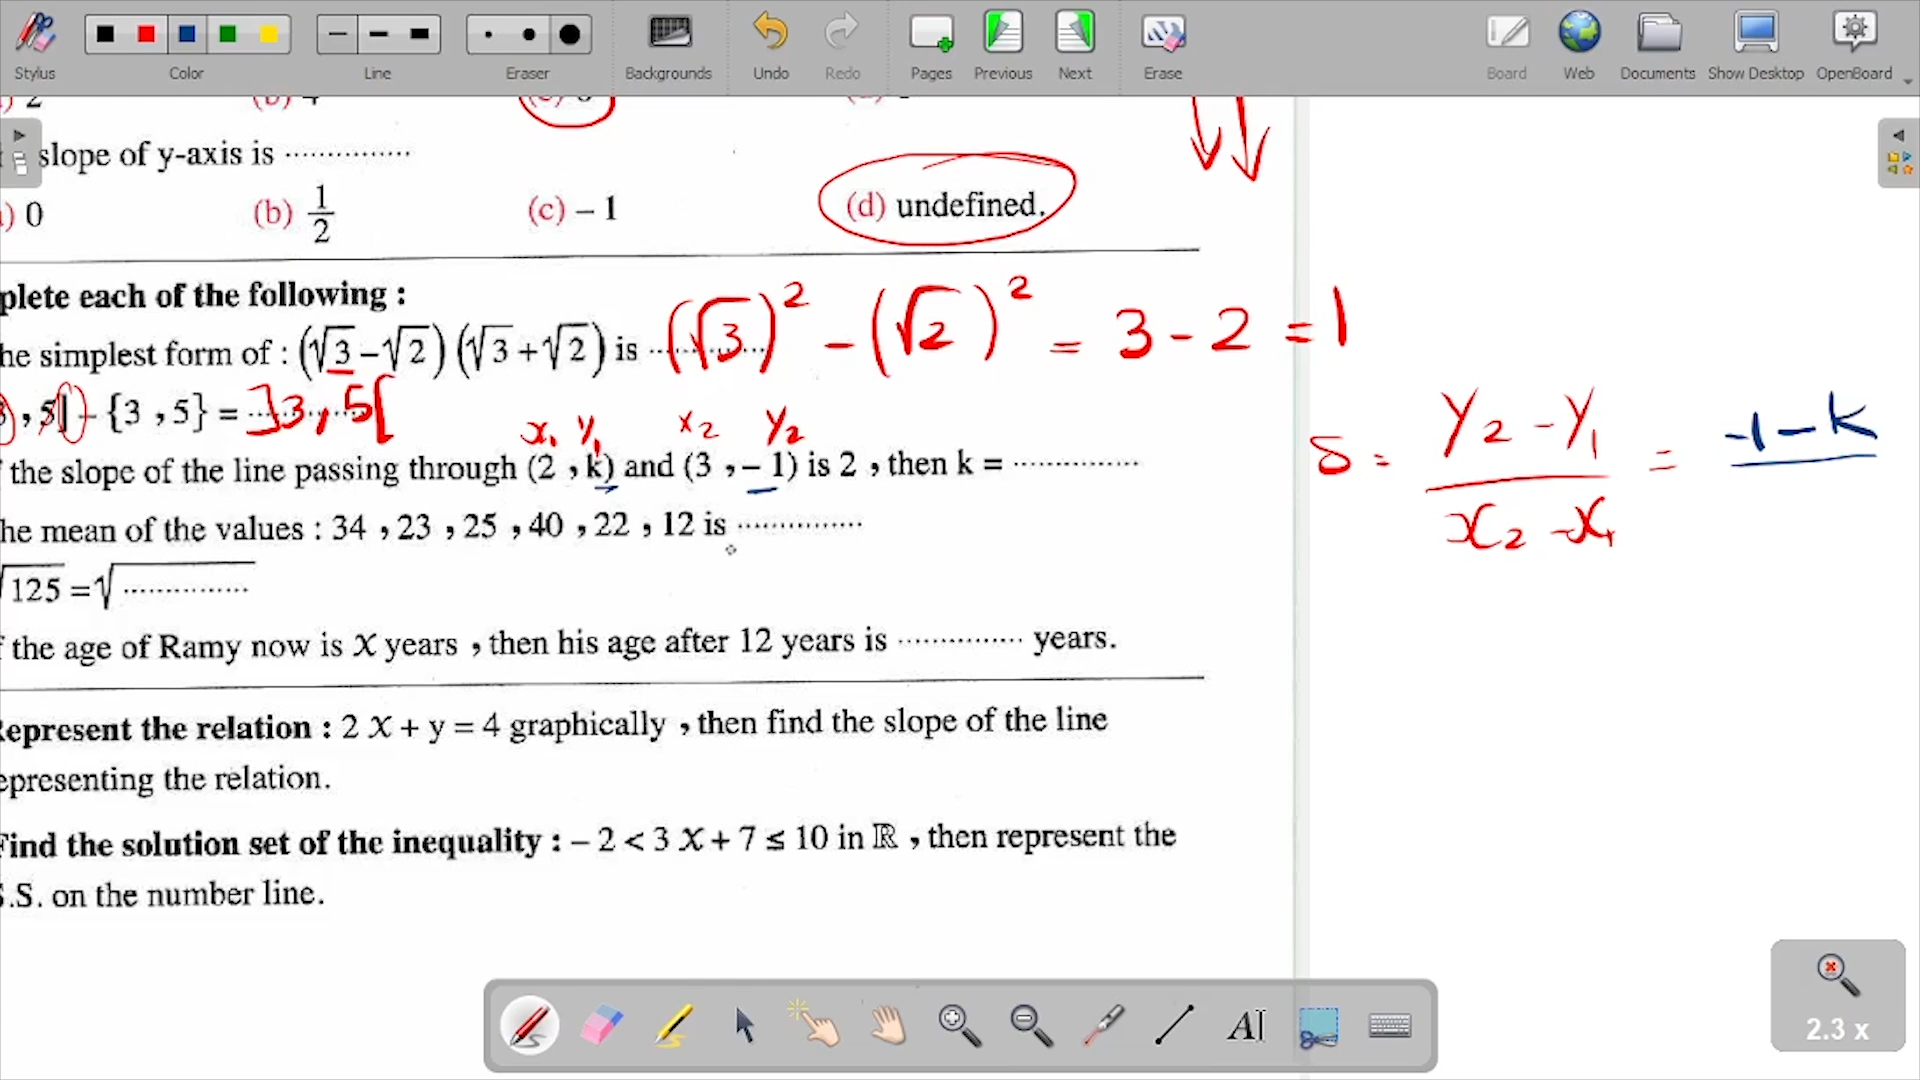 Stylus Color Line Eraser Backgrounds Undo Redo Pages Previous Next Erase Board Web Documents Show Desktop OpenBoard
slope of y-axis is ...............
) 0 (b) 1/2 (c) – 1 (d) undefined.
plete each of the following :
he simplest form of : (√3 – √2) (√3 + √2) is ............... (√3)² – (√2)² = 3 - 2 = 1
, 5] – {3 , 5} = ............... ]3, 5[
x₁ y₁ x₂ y₂
the slope of the line passing through (2 , k) and (3 , – 1) is 2 , then k = ...............
S = y₂ - y₁ / x₂ - x₁ = -1 - k
he mean of the values : 34 , 23 , 25 , 40 , 22 , 12 is ...............
√125 = √...............
f the age of Ramy now is X years , then his age after 12 years is ............... years.
epresent the relation : 2 X + y = 4 graphically , then find the slope of the line
epresenting the relation.
Find the solution set of the inequality : – 2 < 3 X + 7 ≤ 10 in ℝ , then represent the
.S. on the number line.
2.3 x